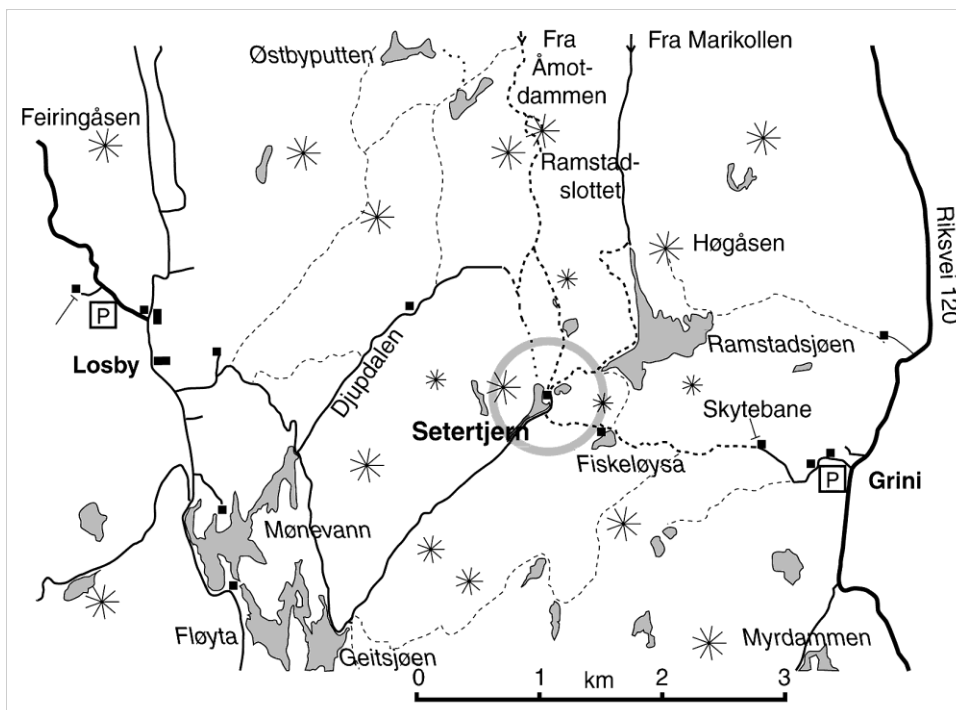 Fra
Åmot-
dammen
Fra Marikollen
Østbyputten
Feiringåsen
Ramstad-
slottet
Riksvei 120
Høgåsen
P
Losby
Djupdalen
Ramstadsjøen
Setertjern
Skytebane
Fiskeløysa
P
Grini
Mønevann
Fløyta
Geitsjøen
Myrdammen
0 1 km 2 3